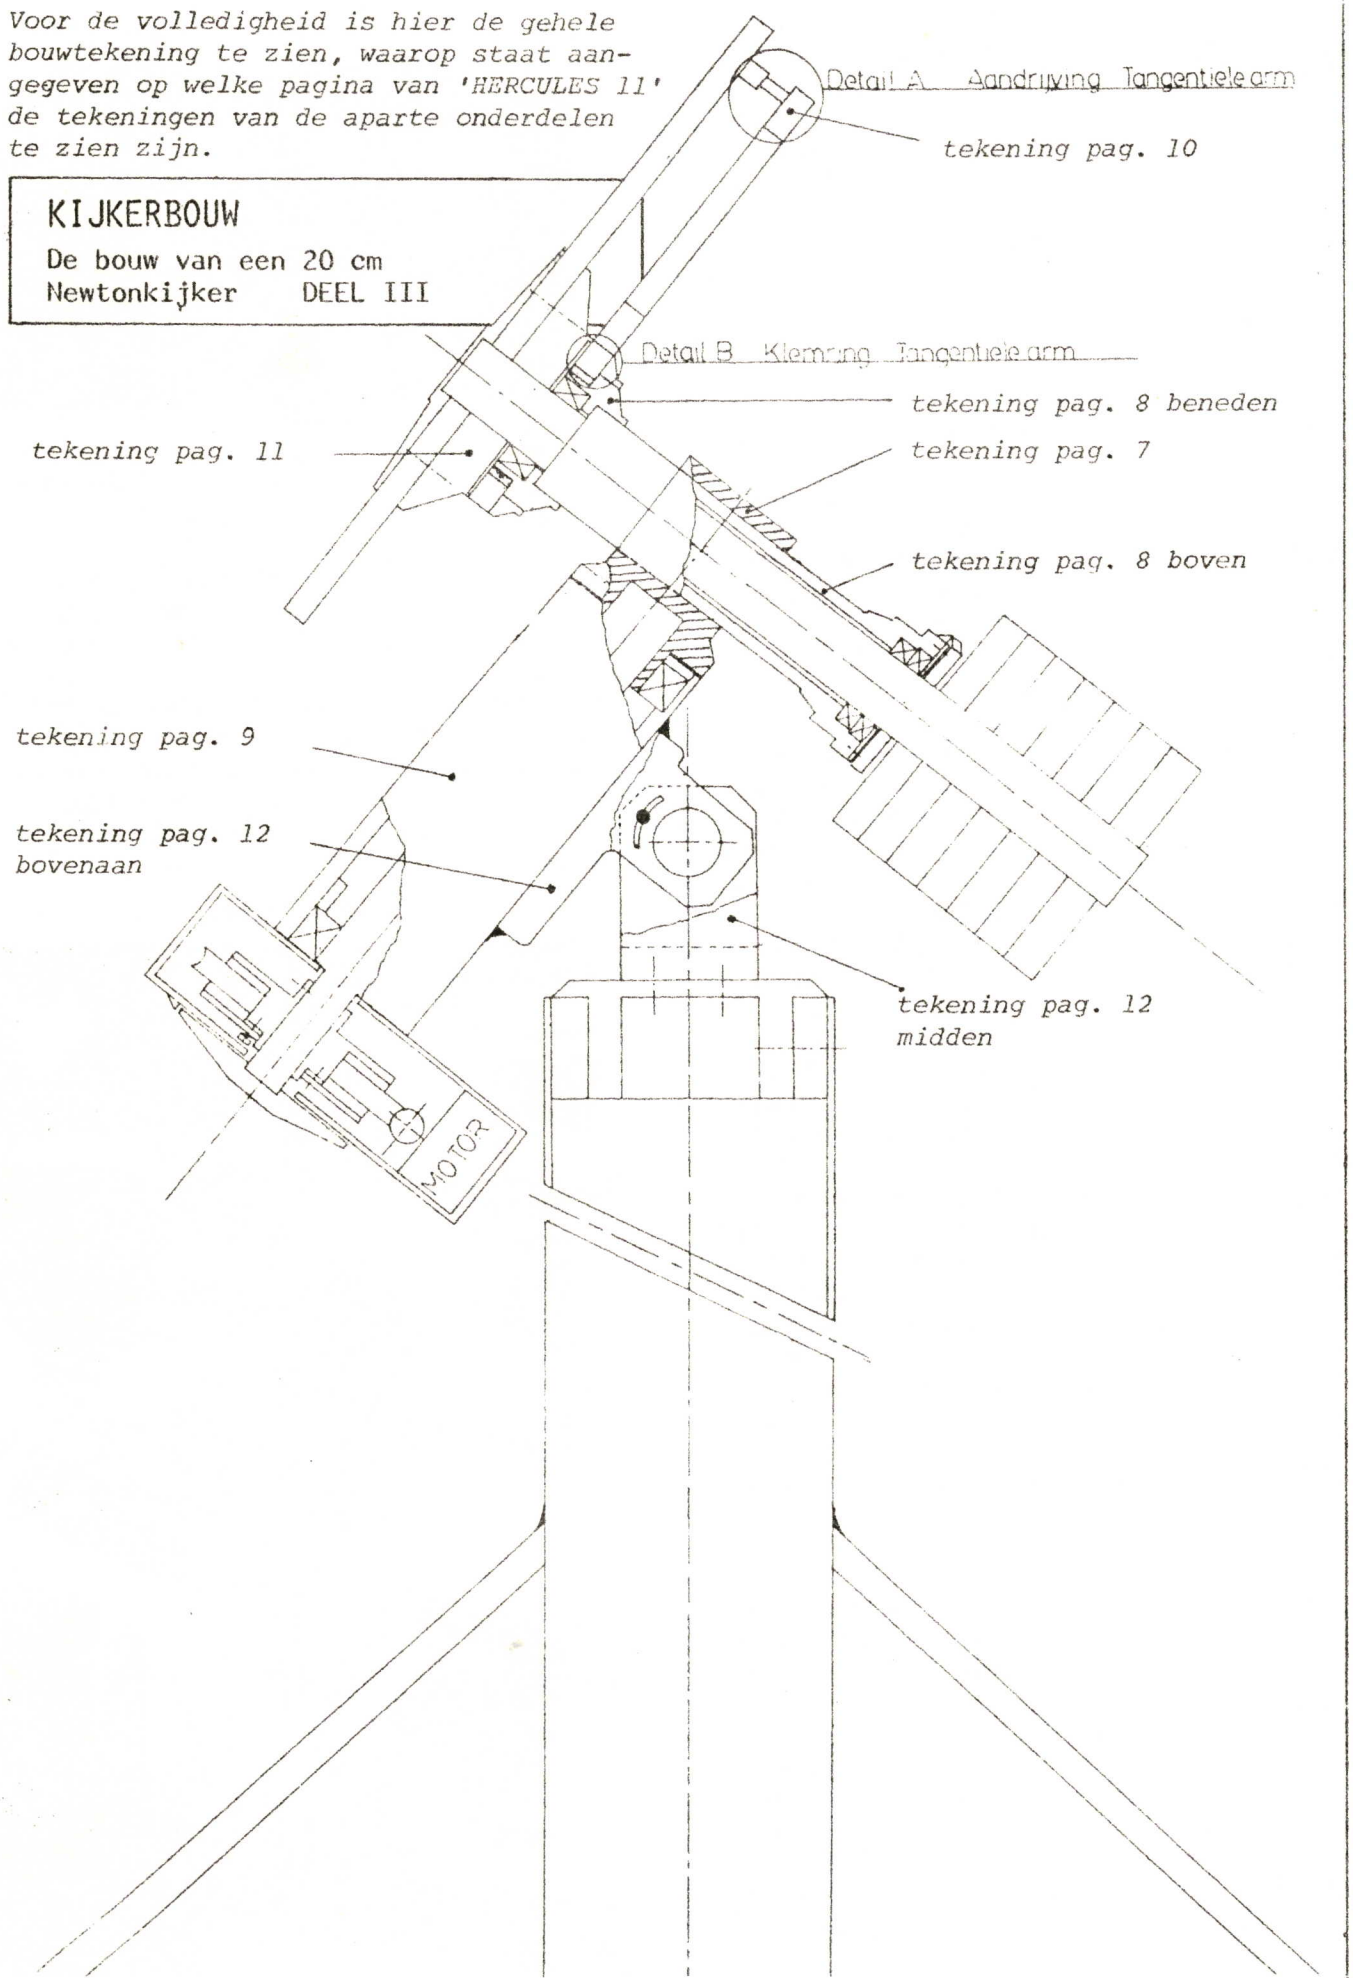 Voor de volledigheid is hier de gehele
bouwtekening te zien, waarop staat aan-
gegeven op welke pagina van 'HERCULES 11'
de tekeningen van de aparte onderdelen
te zien zijn.
Detail A Aandrijving Tangentiele arm
tekening pag. 10
KIJKERBOUW
De bouw van een 20 cm
Newtonkijker DEEL III
Detail B Klemring Tangentiele arm
tekening pag. 8 beneden
tekening pag. 11
tekening pag. 7
tekening pag. 8 boven
tekening pag. 9
tekening pag. 12
bovenaan
tekening pag. 12
midden
MOTOR